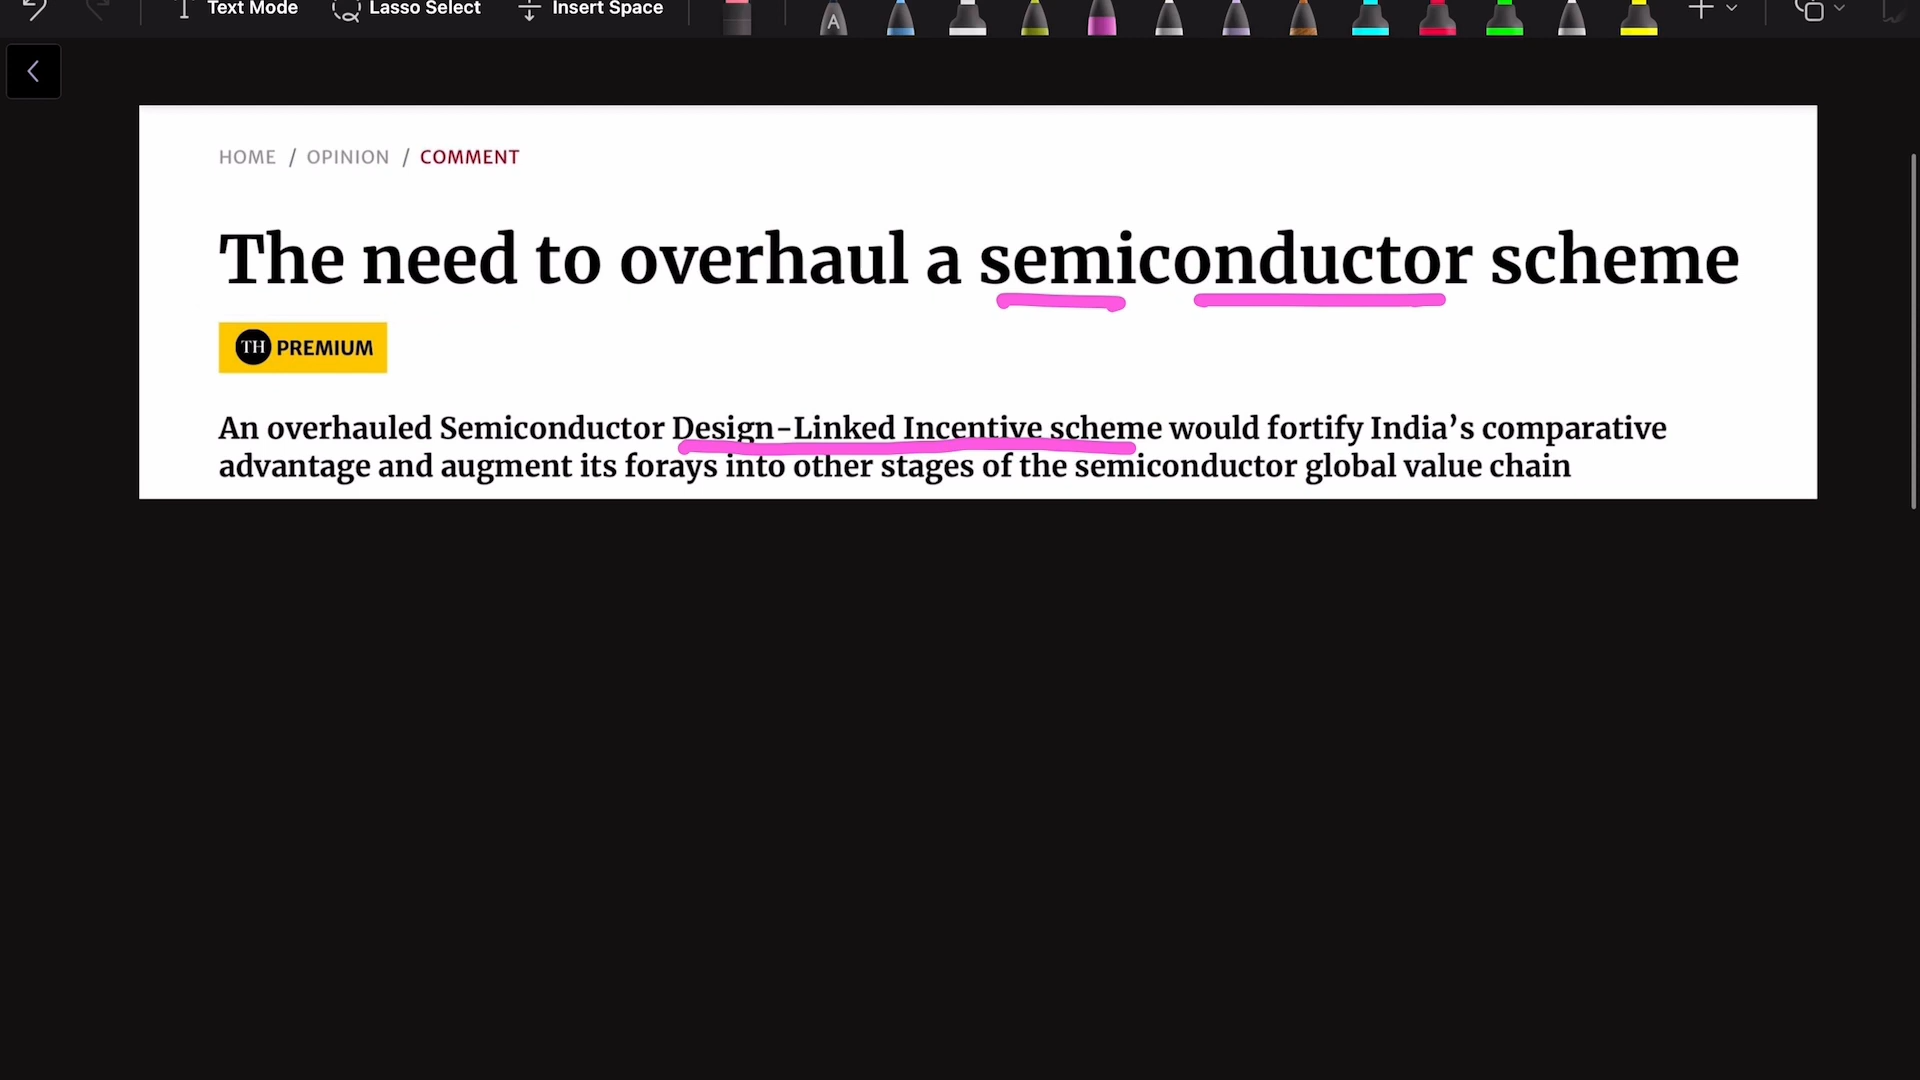 Text Mode Lasso Select Insert Space A
HOME / OPINION / COMMENT
The need to overhaul a semiconductor scheme
TH PREMIUM
An overhauled Semiconductor Design-Linked Incentive scheme would fortify India’s comparative
advantage and augment its forays into other stages of the semiconductor global value chain